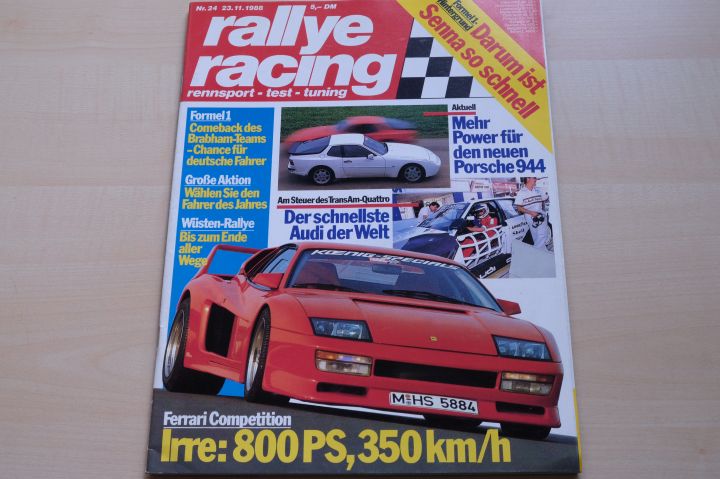 Nr. 24 23.11.1988 5,– DM
rallye
racing
rennsport - test - tuning
Formel 1-
Hintergrund
Darum ist
Senna so schnell
Formel 1
Comeback des
Brabham-Teams
– Chance für
deutsche Fahrer
Große Aktion
Wählen Sie den
Fahrer des Jahres
Wüsten-Rallye
Bis zum Ende
aller
Wege
Aktuell
Mehr
Power für
den neuen
Porsche 944
Am Steuer des TransAm-Quattro
Der schnellste
Audi der Welt
KŒNIG-SPECIALS
M HS 5884
Ferrari Competition
Irre: 800 PS, 350 km/h